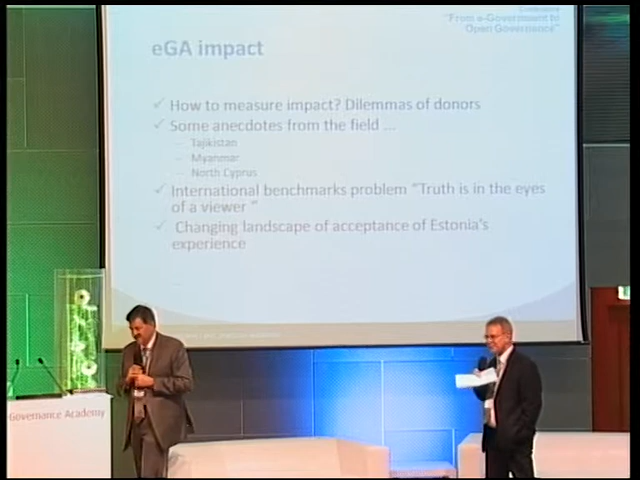 "From e-Government to
Open Governance"
eGA impact
✓ How to measure impact? Dilemmas of donors
✓ Some anecdotes from the field ...
– Tajikistan
– Myanmar
– North Cyprus
✓ International benchmarks problem "Truth is in the eyes
of a viewer "
✓ Changing landscape of acceptance of Estonia's
experience
Governance Academy